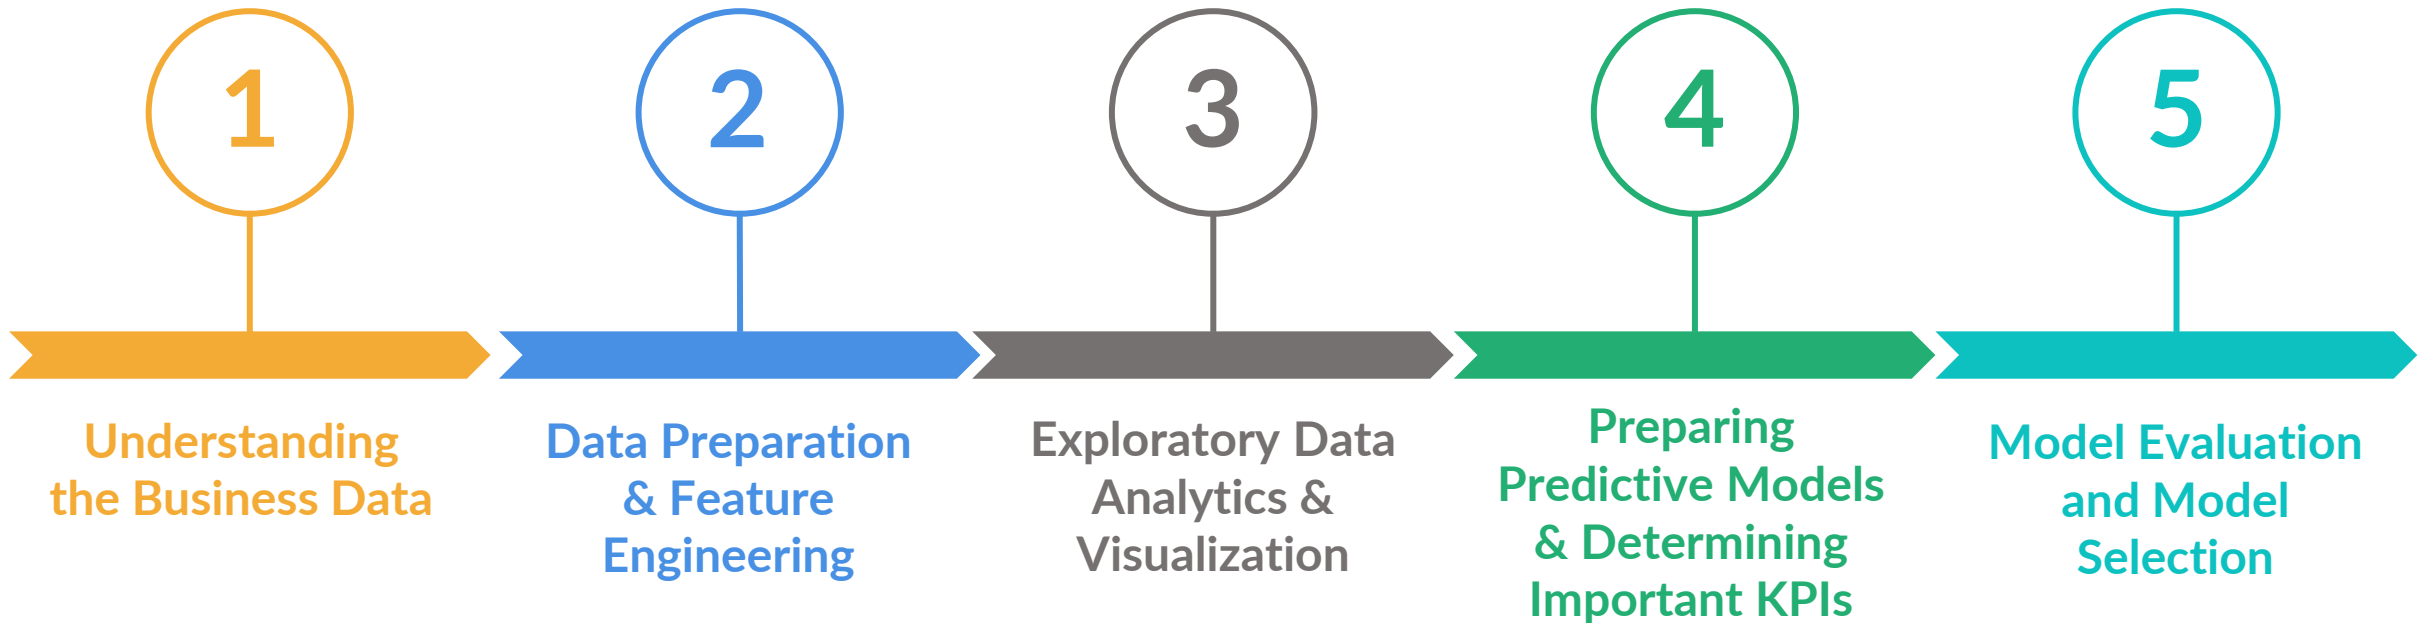 1
Understanding
the Business Data
2
Data Preparation
& Feature
Engineering
3
Exploratory Data
Analytics &
Visualization
4
Preparing
Predictive Models
& Determining
Important KPIs
5
Model Evaluation
and Model
Selection